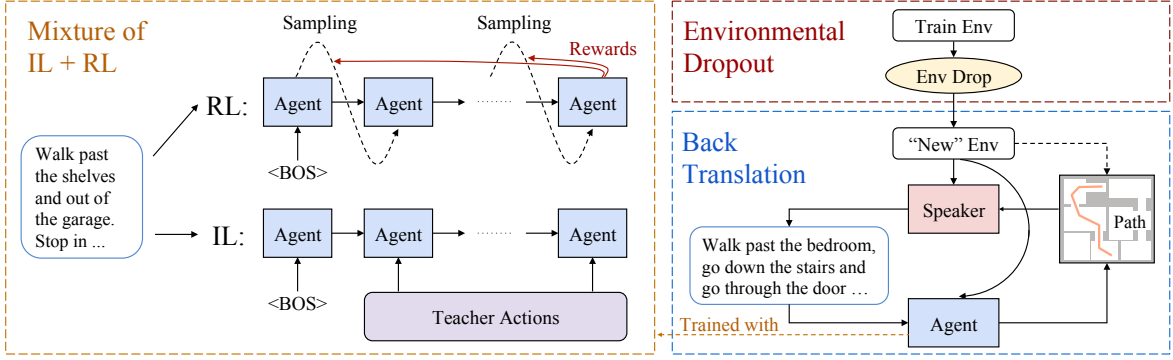 Mixture of
IL + RL
Sampling
Sampling
Rewards
RL:
Agent
Agent
........
Agent
<BOS>
Walk past
the shelves
and out of
the garage.
Stop in ...
IL:
Agent
Agent
........
Agent
<BOS>
Teacher Actions
Environmental
Dropout
Train Env
Env Drop
Back
Translation
“New” Env
Speaker
Path
Walk past the bedroom,
go down the stairs and
go through the door …
Agent
Trained with